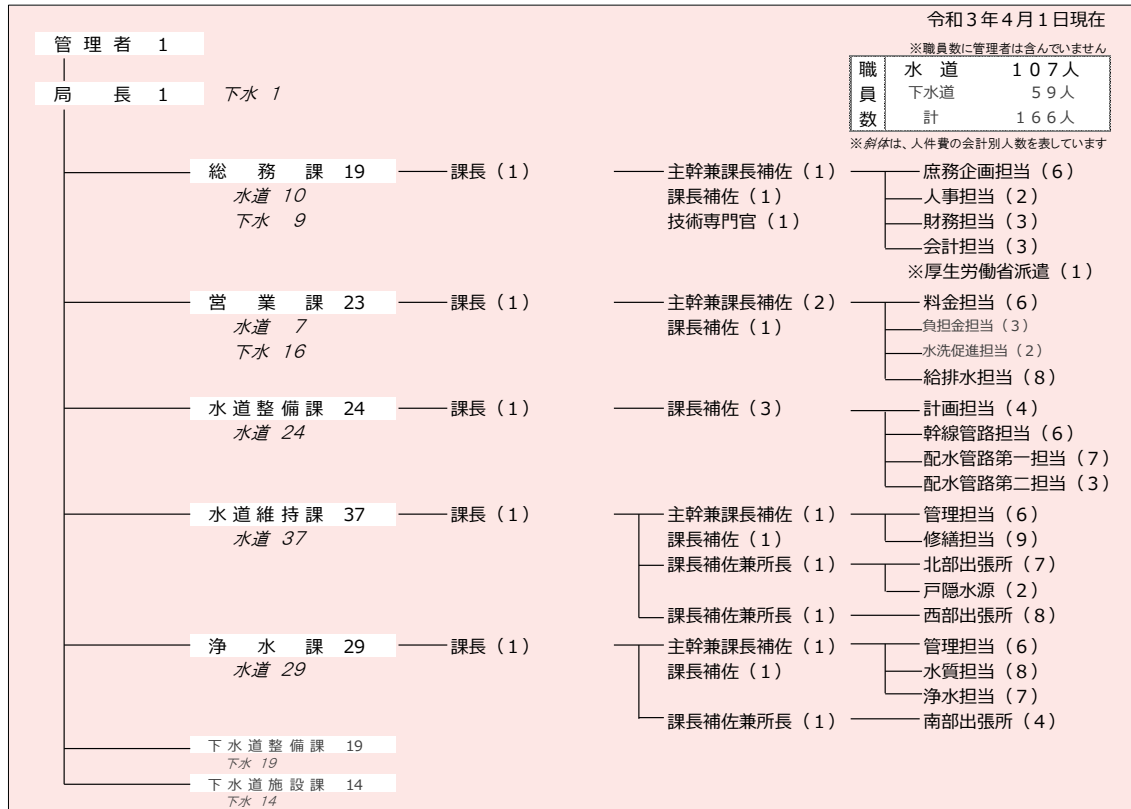 令和３年４月１日現在
※職員数に管理者は含んでいません
職員数
水　道　１０７人
下水道　５９人
計　１６６人
※斜体は、人件費の会計別人数を表しています
管 理 者　1
局　長　1　下水 1
総　務　課　19　課長（1）　主幹兼課長補佐（1）　庶務企画担当（6）
水道 10　課長補佐（1）　人事担当（2）
下水 9　技術専門官（1）　財務担当（3）
会計担当（3）
※厚生労働省派遣（1）
営　業　課　23　課長（1）　主幹兼課長補佐（2）　料金担当（6）
水道 7　課長補佐（1）　負担金担当（3）
下水 16　水洗促進担当（2）
給排水担当（8）
水道整備課　24　課長（1）　課長補佐（3）　計画担当（4）
水道 24　幹線管路担当（6）
配水管路第一担当（7）
配水管路第二担当（3）
水道維持課　37　課長（1）　主幹兼課長補佐（1）　管理担当（6）
水道 37　課長補佐（1）　修繕担当（9）
課長補佐兼所長（1）　北部出張所（7）
戸隠水源（2）
課長補佐兼所長（1）　西部出張所（8）
浄　水　課　29　課長（1）　主幹兼課長補佐（1）　管理担当（6）
水道 29　課長補佐（1）　水質担当（8）
浄水担当（7）
課長補佐兼所長（1）　南部出張所（4）
下水道整備課　19
下水 19
下水道施設課　14
下水 14